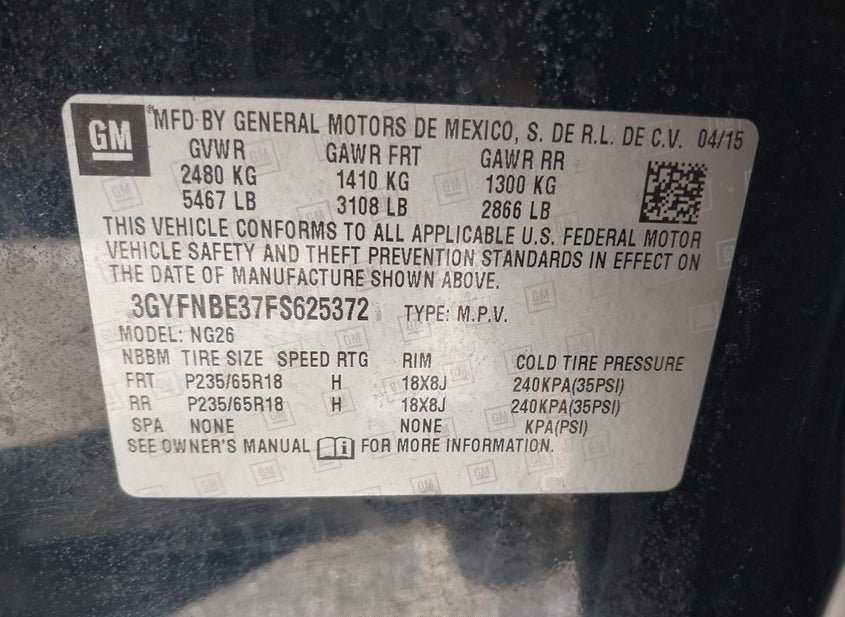 GM ® MFD BY GENERAL MOTORS DE MEXICO, S. DE R.L. DE C.V. 04/15
GVWR GAWR FRT GAWR RR
2480 KG 1410 KG 1300 KG
5467 LB 3108 LB 2866 LB
THIS VEHICLE CONFORMS TO ALL APPLICABLE U.S. FEDERAL MOTOR
VEHICLE SAFETY AND THEFT PREVENTION STANDARDS IN EFFECT ON
THE DATE OF MANUFACTURE SHOWN ABOVE.
3GYFNBE37FS625372 TYPE: M.P.V.
MODEL: NG26
NBBM TIRE SIZE SPEED RTG RIM COLD TIRE PRESSURE
FRT P235/65R18 H 18X8J 240KPA(35PSI)
RR P235/65R18 H 18X8J 240KPA(35PSI)
SPA NONE NONE KPA(PSI)
SEE OWNER'S MANUAL FOR MORE INFORMATION.